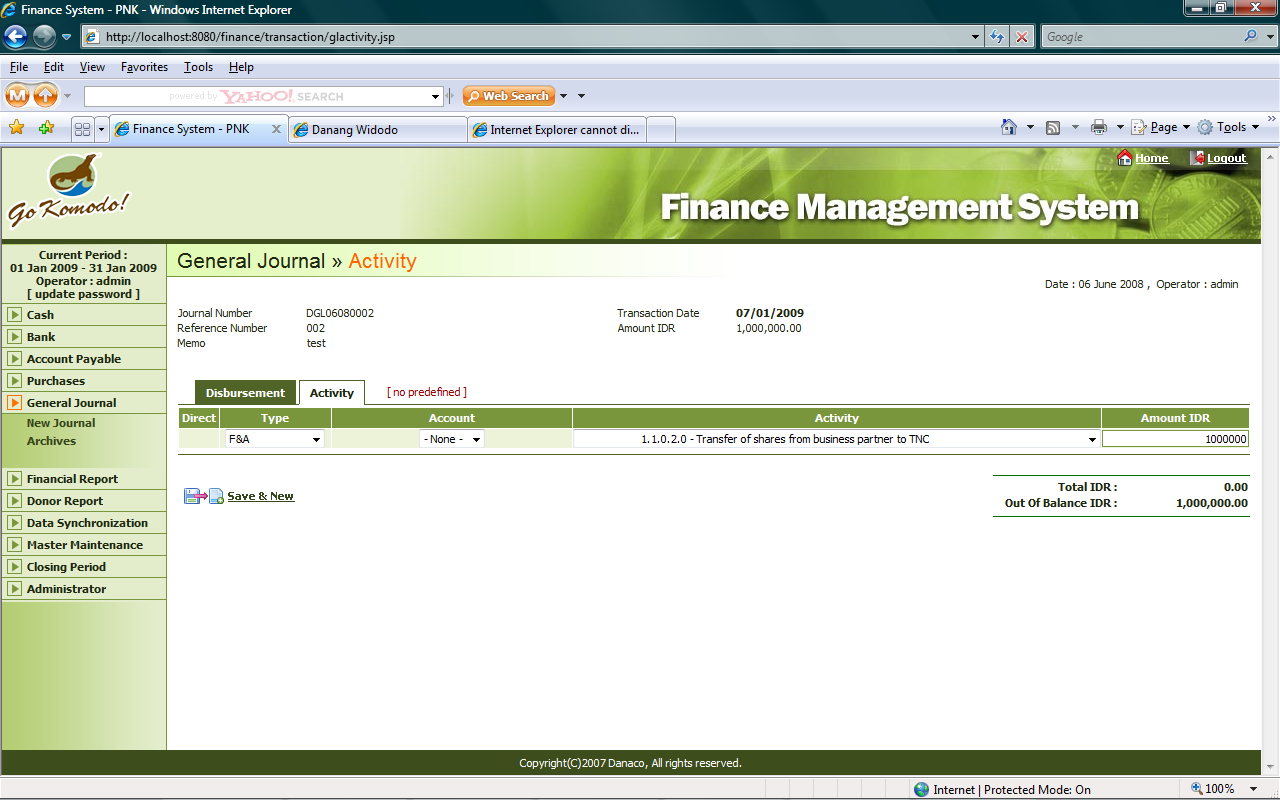 Finance System - PNK - Windows Internet Explorer
http://localhost:8080/finance/transaction/glactivity.jsp
Google
File Edit View Favorites Tools Help
M
powered by YAHOO! SEARCH
Web Search
Finance System - PNK
Danang Widodo
Internet Explorer cannot di...
Page
Tools
Go Komodo!
Home
Logout
Finance Management System
Current Period :
01 Jan 2009 - 31 Jan 2009
Operator : admin
[ update password ]
Cash
Bank
Account Payable
Purchases
General Journal
New Journal
Archives
Financial Report
Donor Report
Data Synchronization
Master Maintenance
Closing Period
Administrator
General Journal » Activity
Date : 06 June 2008 , Operator : admin
Journal Number DGL06080002 Transaction Date 07/01/2009
Reference Number 002 Amount IDR 1,000,000.00
Memo test
Disbursement Activity [ no predefined ]
Direct Type Account Activity Amount IDR
F&A - None - 1.1.0.2.0 - Transfer of shares from business partner to TNC 1000000
Save & New
Total IDR : 0.00
Out Of Balance IDR : 1,000,000.00
Copyright(C)2007 Danaco, All rights reserved.
Internet | Protected Mode: On
100%